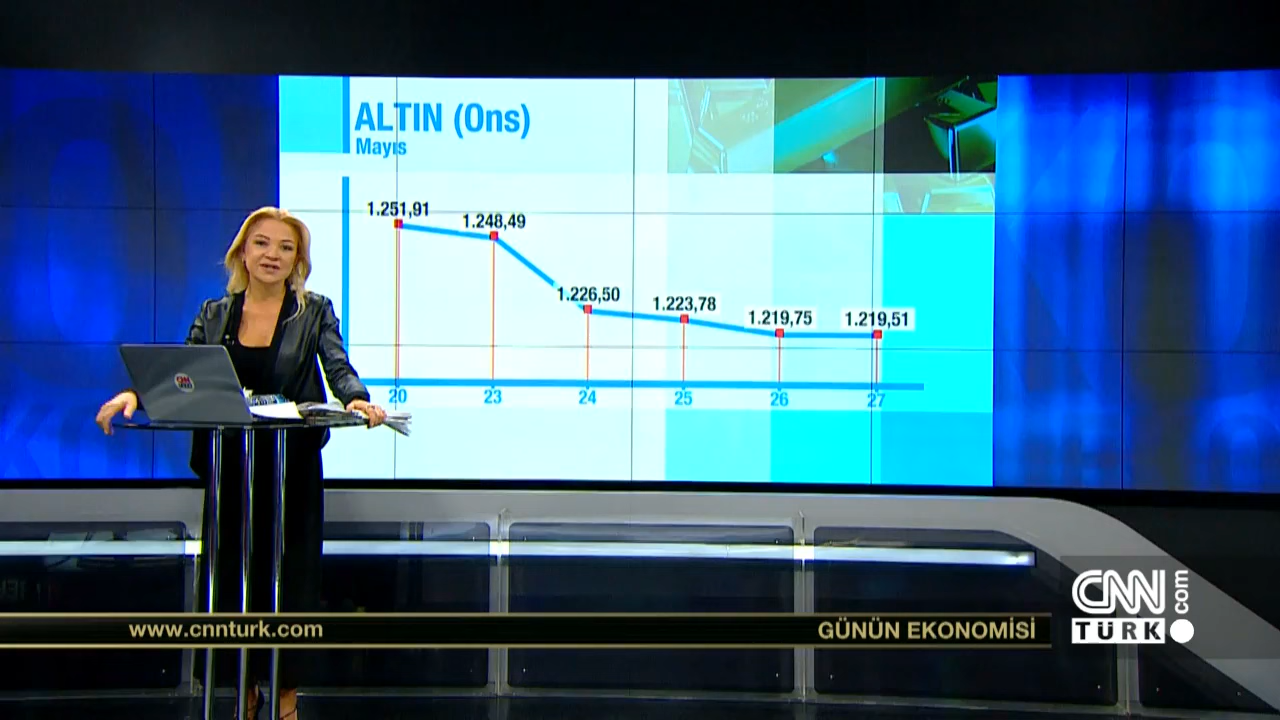 ALTIN (Ons)
Mayıs
1.251,91
1.248,49
1.226,50
1.223,78
1.219,75
1.219,51
20 23 24 25 26 27
CNN
www.cnnturk.com
GÜNÜN EKONOMİSİ
CNN.com
TÜRK